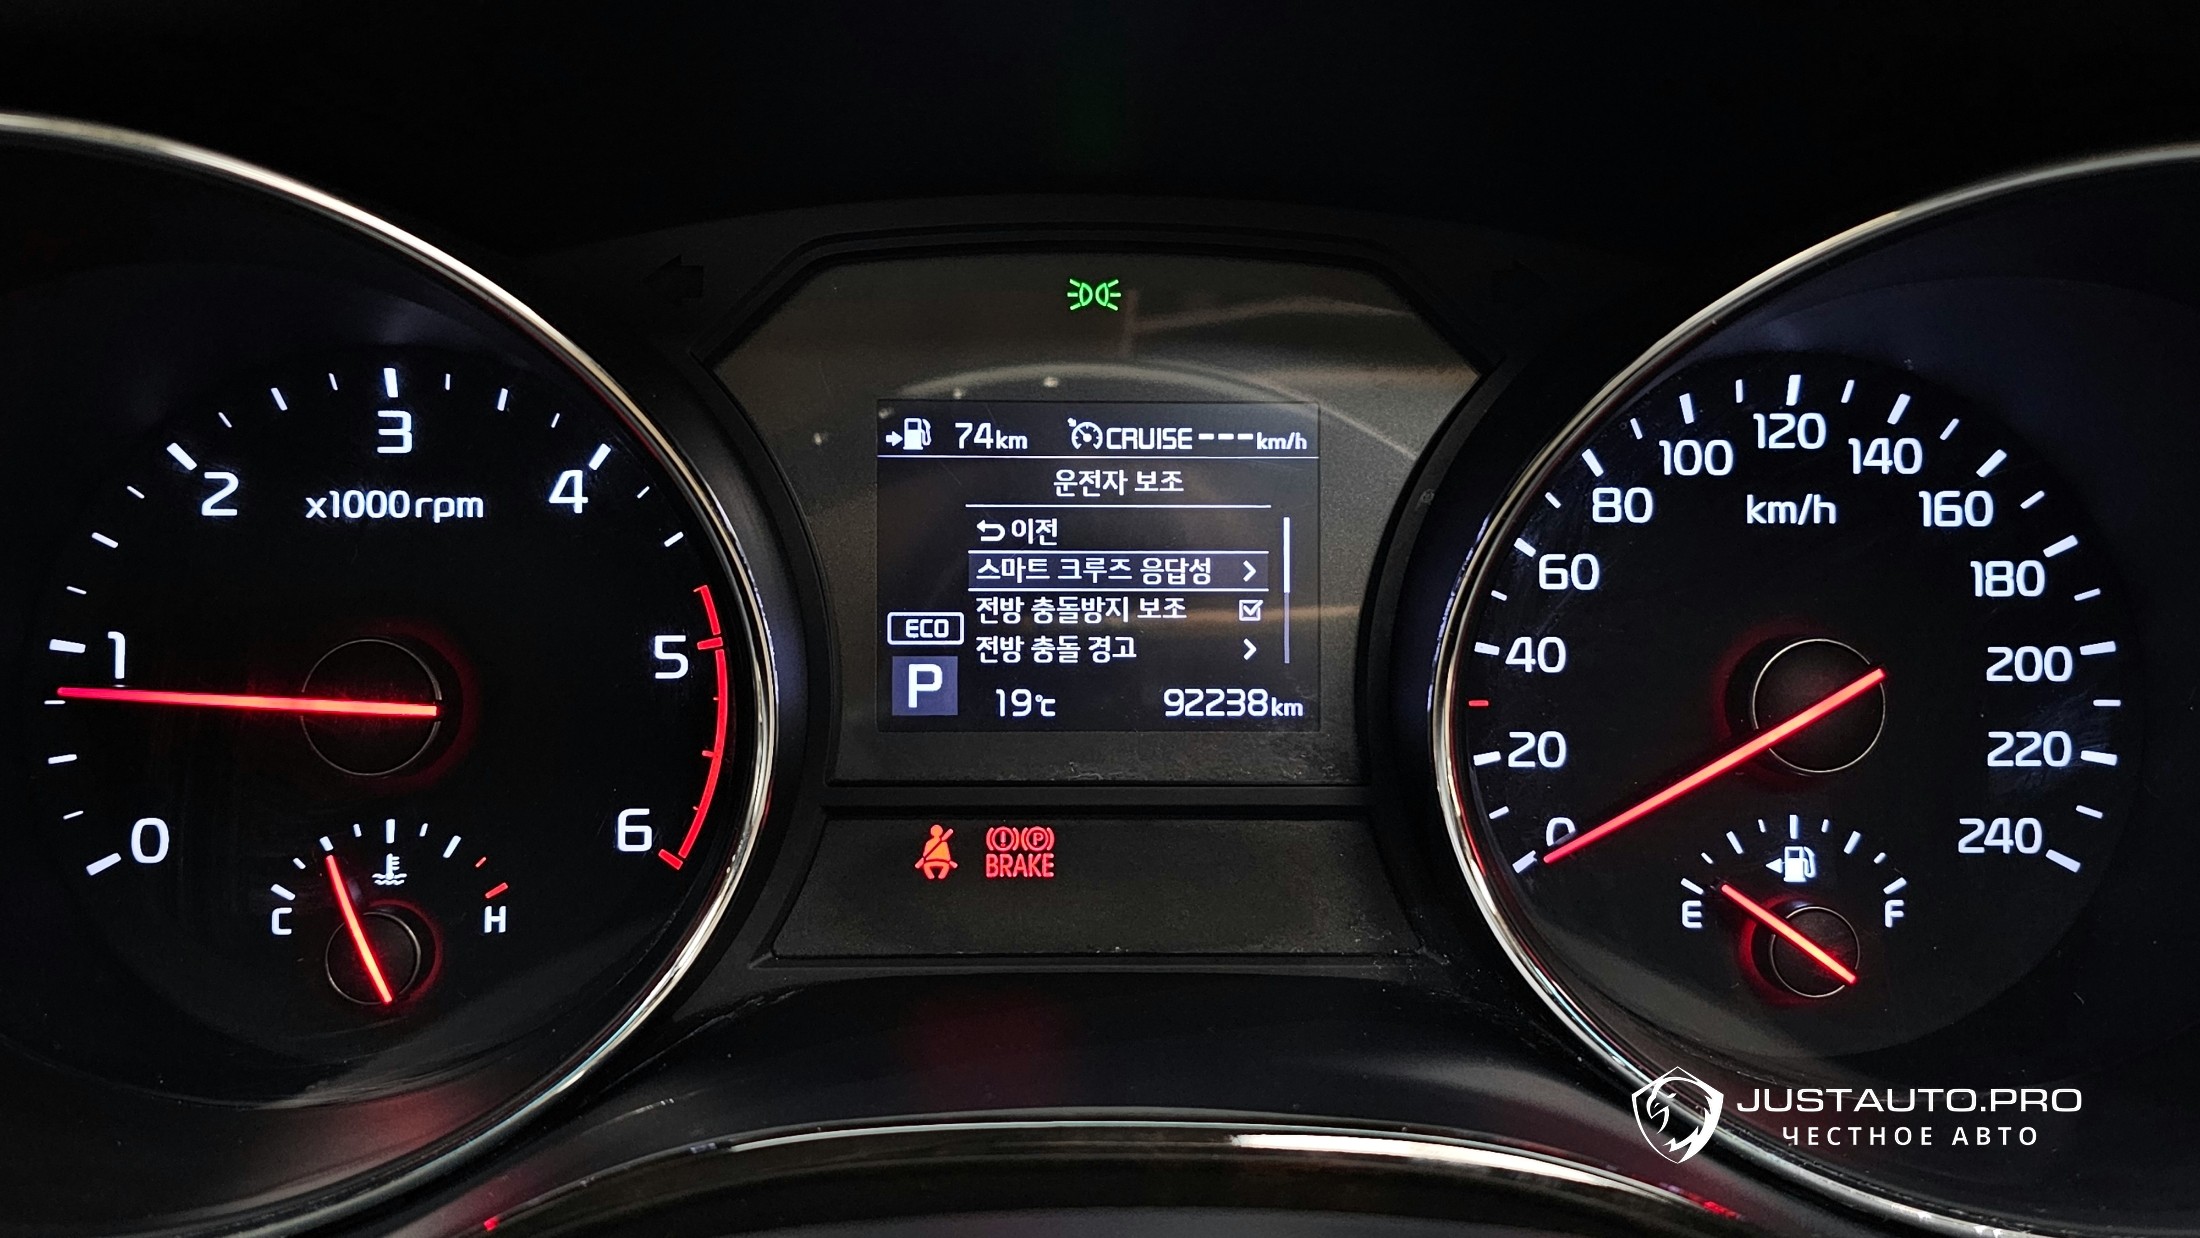 0
1
2
3
4
5
6
x1000rpm
C
H
74km
CRUISE---km/h
운전자 보조
이전
스마트 크루즈 응답성
전방 충돌방지 보조
전방 충돌 경고
ECO
P
19℃
92238km
BRAKE
0
20
40
60
80
100
120
140
160
180
200
220
240
km/h
E
F
JUSTAUTO.PRO
ЧЕСТНОЕ АВТО